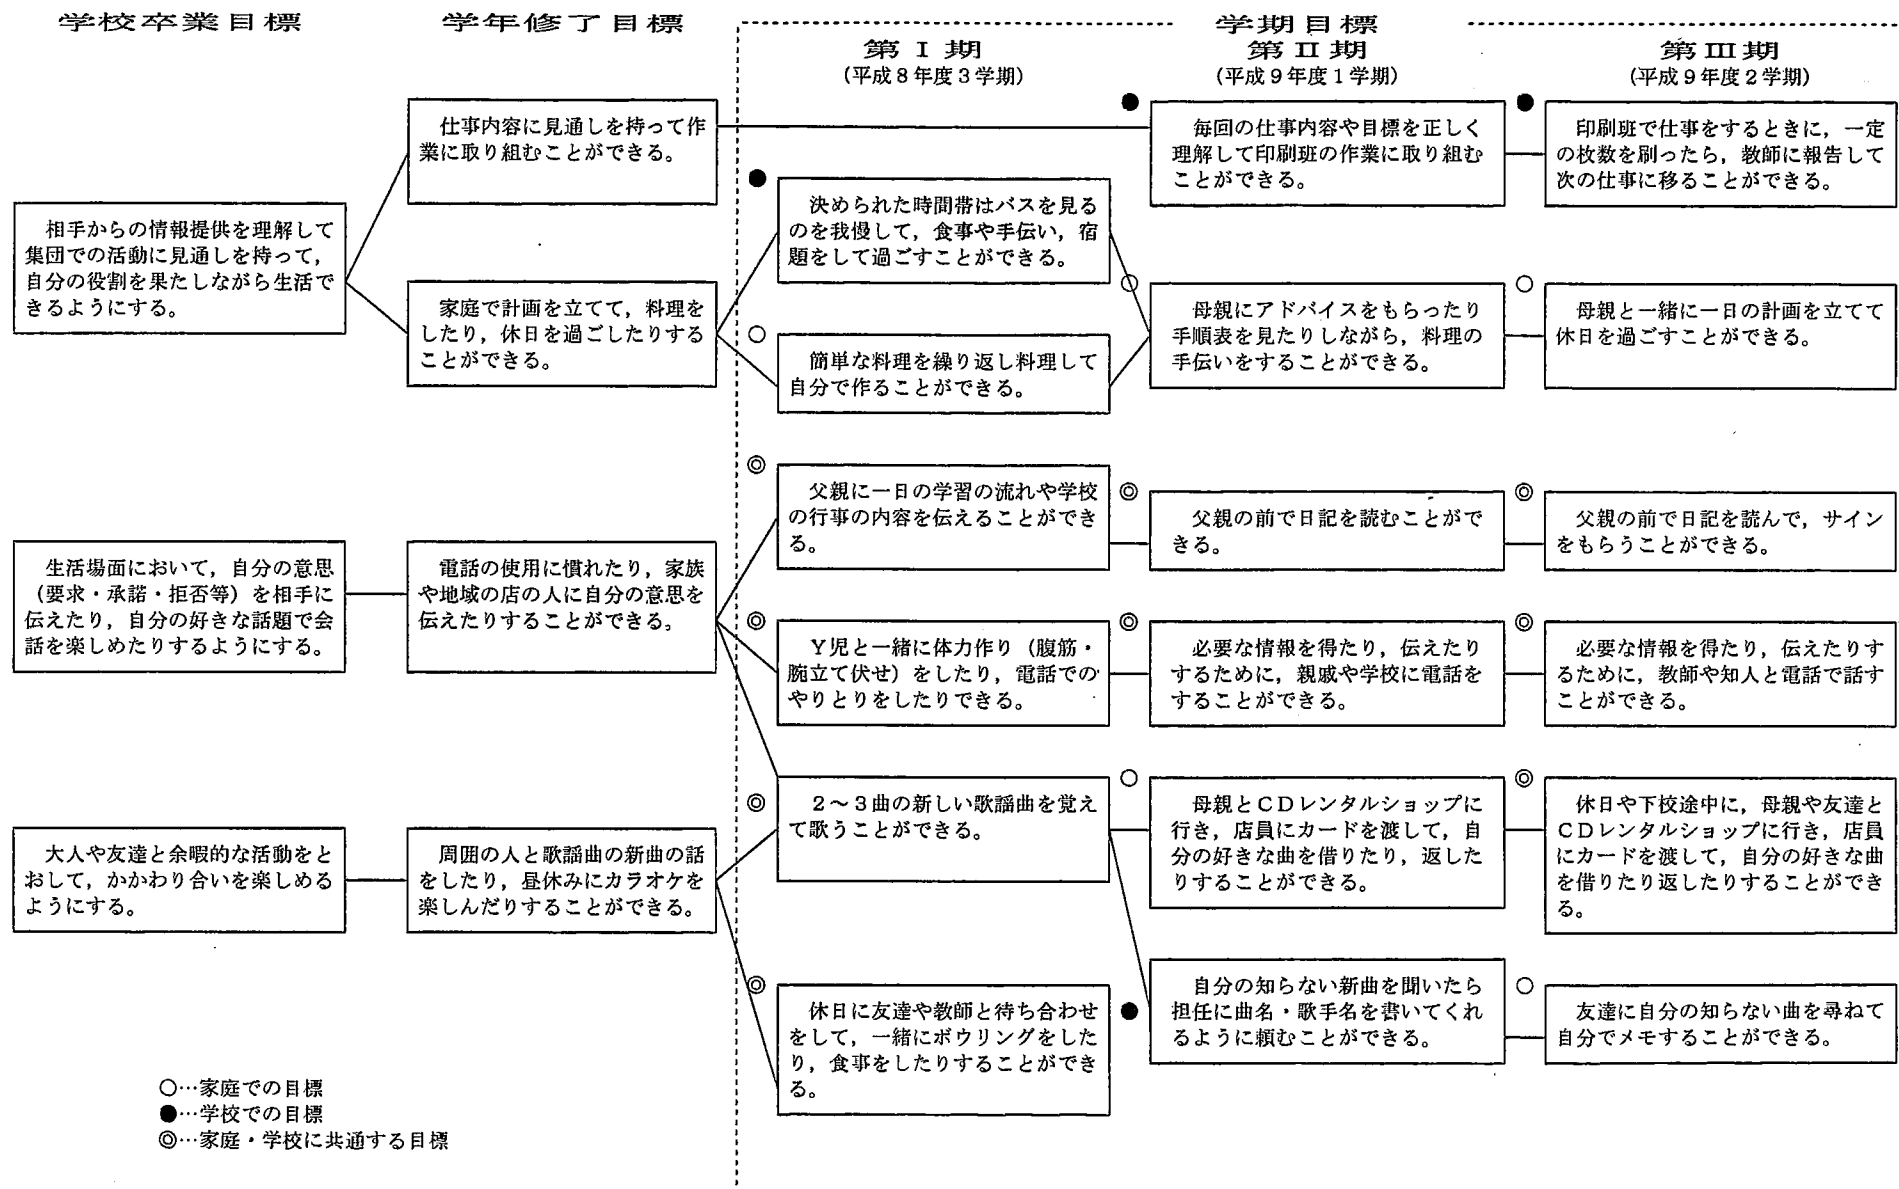 学校卒業目標
学年修了目標
学期目標
第Ⅰ期
(平成８年度３学期)
第Ⅱ期
(平成９年度１学期)
第Ⅲ期
(平成９年度２学期)
相手からの情報提供を理解して
集団での活動に見通しを持って，
自分の役割を果たしながら生活で
きるようにする。
仕事内容に見通しを持って作
業に取り組むことができる。
● 毎回の仕事内容や目標を正しく
理解して印刷班の作業に取り組む
ことができる。
● 印刷班で仕事をするときに，一定
の枚数を刷ったら，教師に報告して
次の仕事に移ることができる。
家庭で計画を立てて，料理を
したり，休日を過ごしたりする
ことができる。
● 決められた時間帯はバスを見る
のを我慢して，食事や手伝い，宿
題をして過ごすことができる。
○ 簡単な料理を繰り返し料理して
自分で作ることができる。
○ 母親にアドバイスをもらったり
手順表を見たりしながら，料理の
手伝いをすることができる。
○ 母親と一緒に一日の計画を立てて
休日を過ごすことができる。
生活場面において，自分の意思
（要求・承諾・拒否等）を相手に
伝えたり，自分の好きな話題で会
話を楽しめたりするようにする。
電話の使用に慣れたり，家族
や地域の店の人に自分の意思を
伝えたりすることができる。
◎ 父親に一日の学習の流れや学校
の行事の内容を伝えることができ
る。
◎ 父親の前で日記を読むことがで
きる。
◎ 父親の前で日記を読んで，サイン
をもらうことができる。
◎ Ｙ児と一緒に体力作り（腹筋・
腕立て伏せ）をしたり，電話での
やりとりをしたりできる。
◎ 必要な情報を得たり，伝えたり
するために，親戚や学校に電話を
することができる。
◎ 必要な情報を得たり，伝えたりす
るために，教師や知人と電話で話す
ことができる。
大人や友達と余暇的な活動をと
おして，かかわり合いを楽しめる
ようにする。
周囲の人と歌謡曲の新曲の話
をしたり，昼休みにカラオケを
楽しんだりすることができる。
◎ ２～３曲の新しい歌謡曲を覚え
て歌うことができる。
○ 母親とＣＤレンタルショップに
行き，店員にカードを渡して，自
分の好きな曲を借りたり，返した
りすることができる。
◎ 休日や下校途中に，母親や友達と
ＣＤレンタルショップに行き，店員
にカードを渡して，自分の好きな曲
を借りたり返したりすることができ
る。
◎ 休日に友達や教師と待ち合わせ
をして，一緒にボウリングをした
り，食事をしたりすることができ
る。
● 自分の知らない新曲を聞いたら
担任に曲名・歌手名を書いてくれ
るように頼むことができる。
○ 友達に自分の知らない曲を尋ねて
自分でメモすることができる。
○…家庭での目標
●…学校での目標
◎…家庭・学校に共通する目標